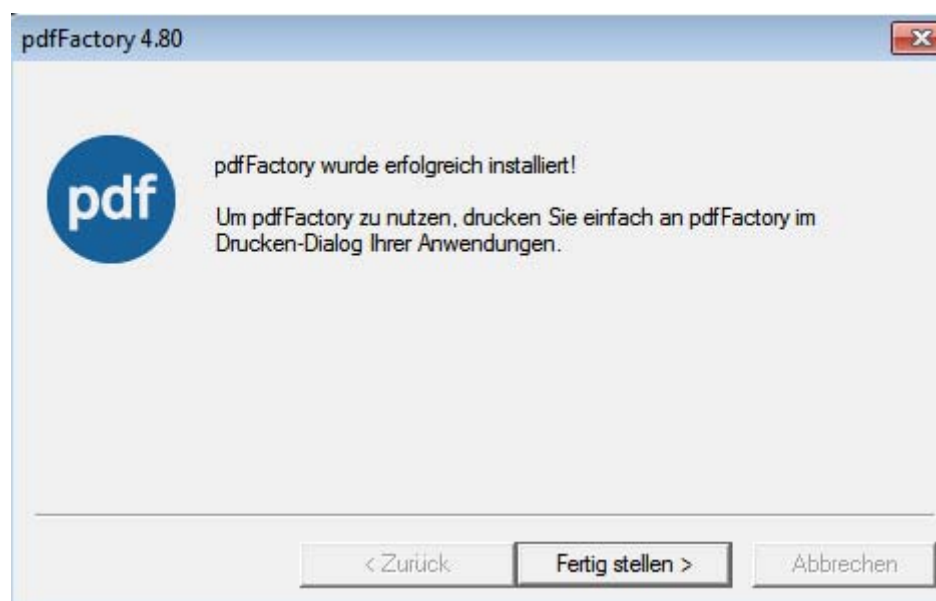 pdfFactory 4.80
pdf
pdfFactory wurde erfolgreich installiert!
Um pdfFactory zu nutzen, drucken Sie einfach an pdfFactory im
Drucken-Dialog Ihrer Anwendungen.
< Zurück
Fertig stellen >
Abbrechen